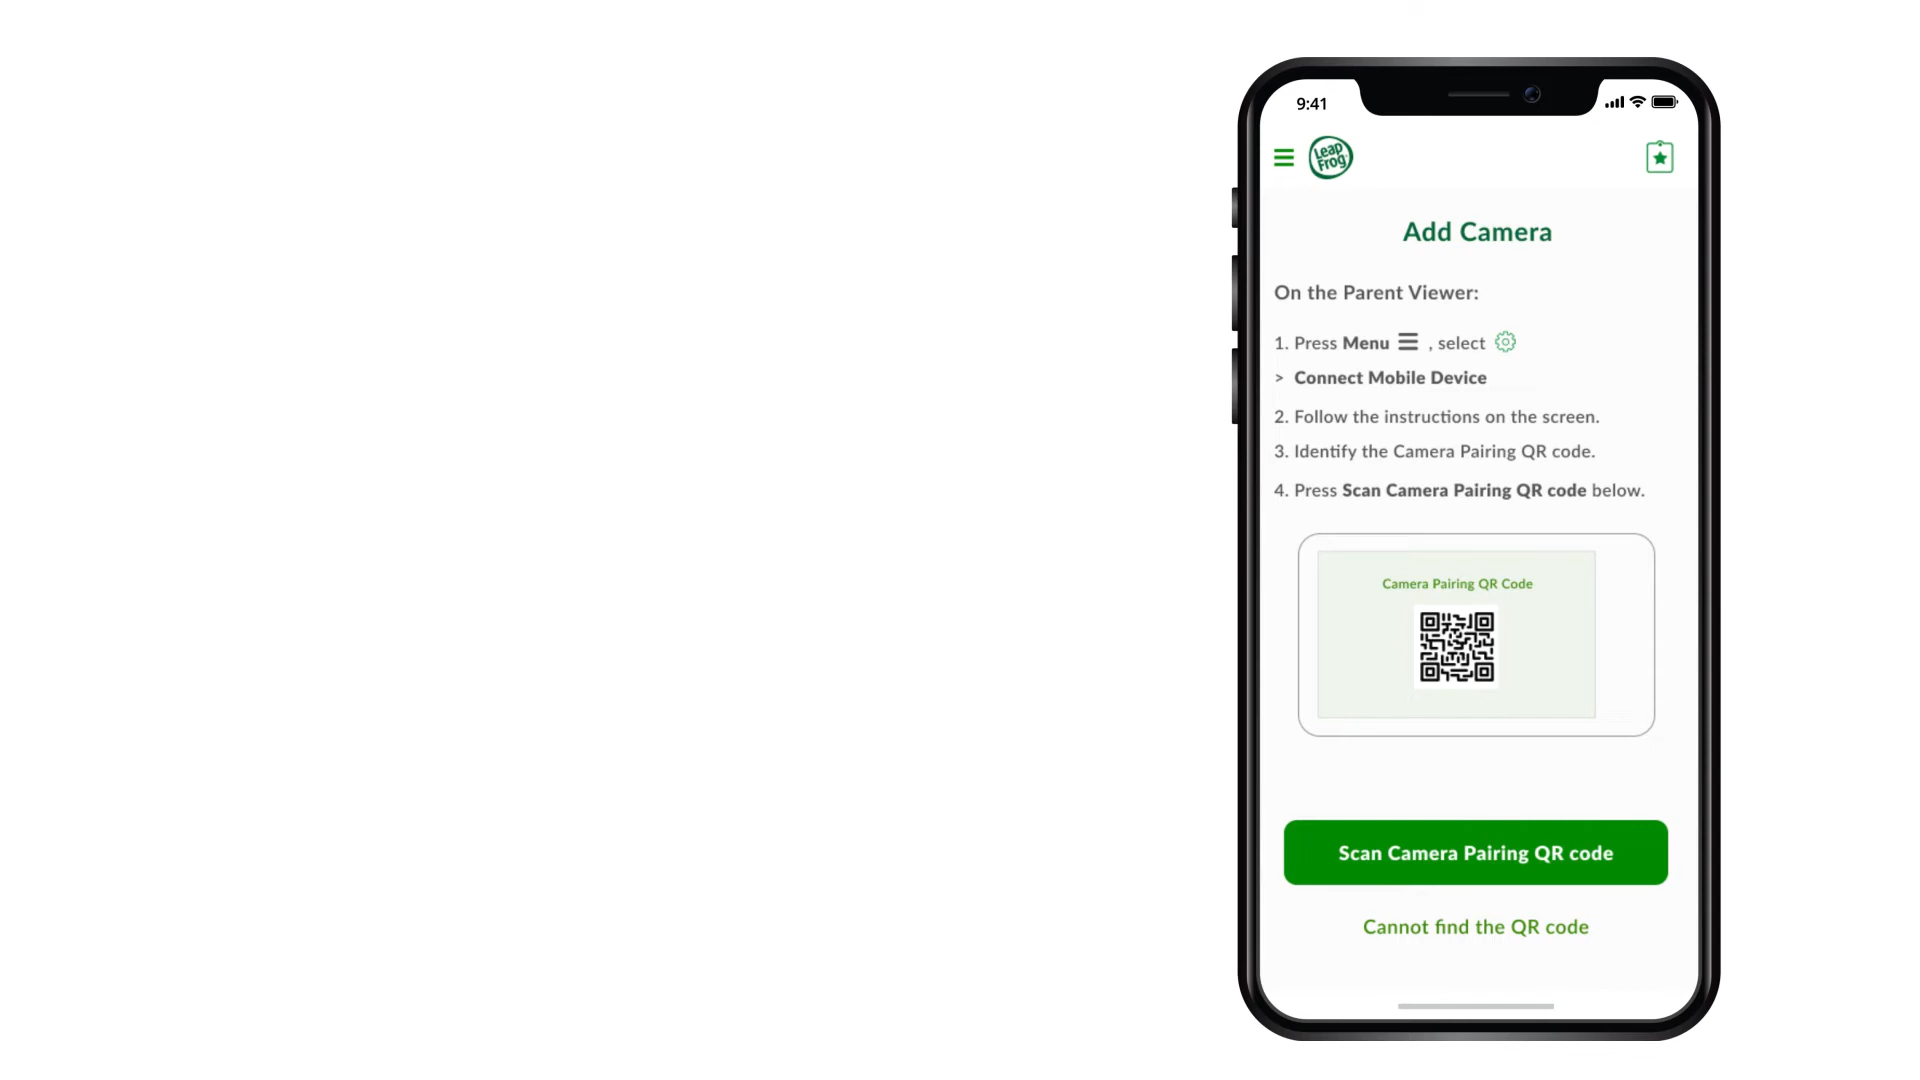 9:41
Leap
Frog
Add Camera
On the Parent Viewer:
1. Press Menu , select
> Connect Mobile Device
2. Follow the instructions on the screen.
3. Identify the Camera Pairing QR code.
4. Press Scan Camera Pairing QR code below.
Camera Pairing QR Code
Scan Camera Pairing QR code
Cannot find the QR code